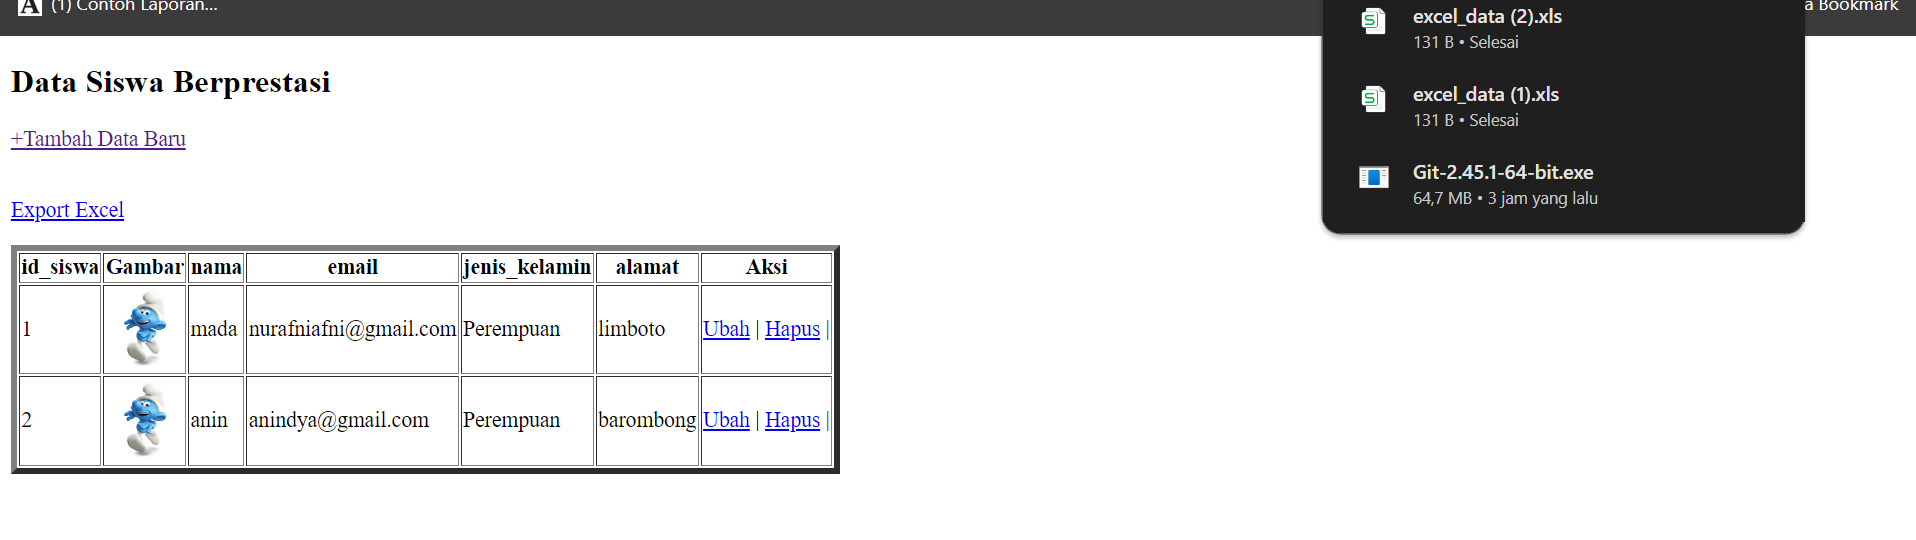 A (1) Contoh Laporan...
a Bookmark
excel_data (2).xls
131 B • Selesai
excel_data (1).xls
131 B • Selesai
Git-2.45.1-64-bit.exe
64,7 MB • 3 jam yang lalu
Data Siswa Berprestasi
+Tambah Data Baru
Export Excel
id_siswa Gambar nama email jenis_kelamin alamat Aksi
1 mada nurafniafni@gmail.com Perempuan limboto Ubah | Hapus |
2 anin anindya@gmail.com Perempuan barombong Ubah | Hapus |